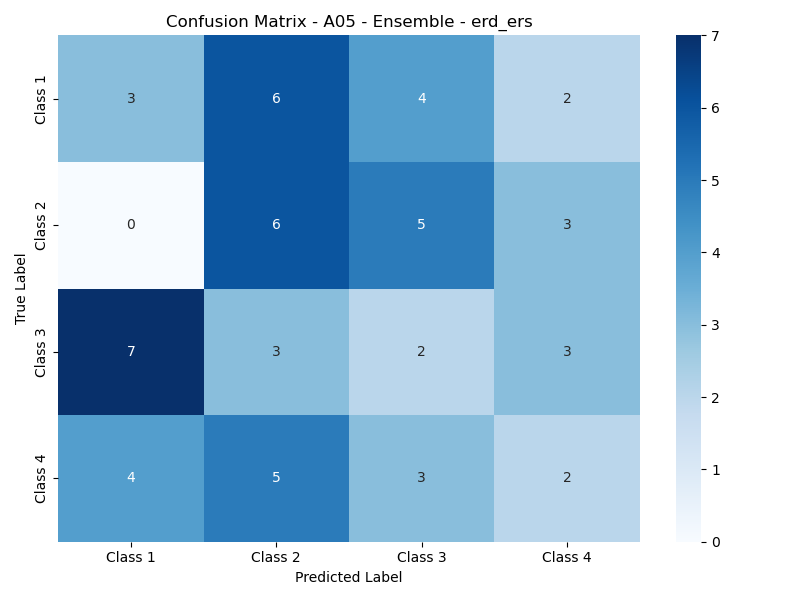 Confusion Matrix - A05 - Ensemble - erd_ers
True Label
Class 1
3 6 4 2
Class 2
0 6 5 3
Class 3
7 3 2 3
Class 4
4 5 3 2
Class 1 Class 2 Class 3 Class 4
Predicted Label
7
6
5
4
3
2
1
0